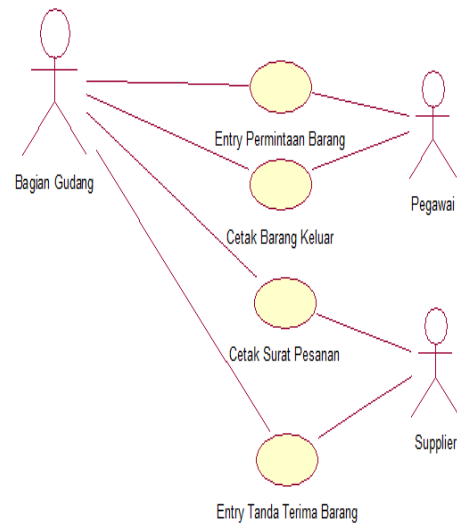 Entry Permintaan Barang
Bagian Gudang
Pegawai
Cetak Barang Keluar
Cetak Surat Pesanan
Supplier
Entry Tanda Terima Barang